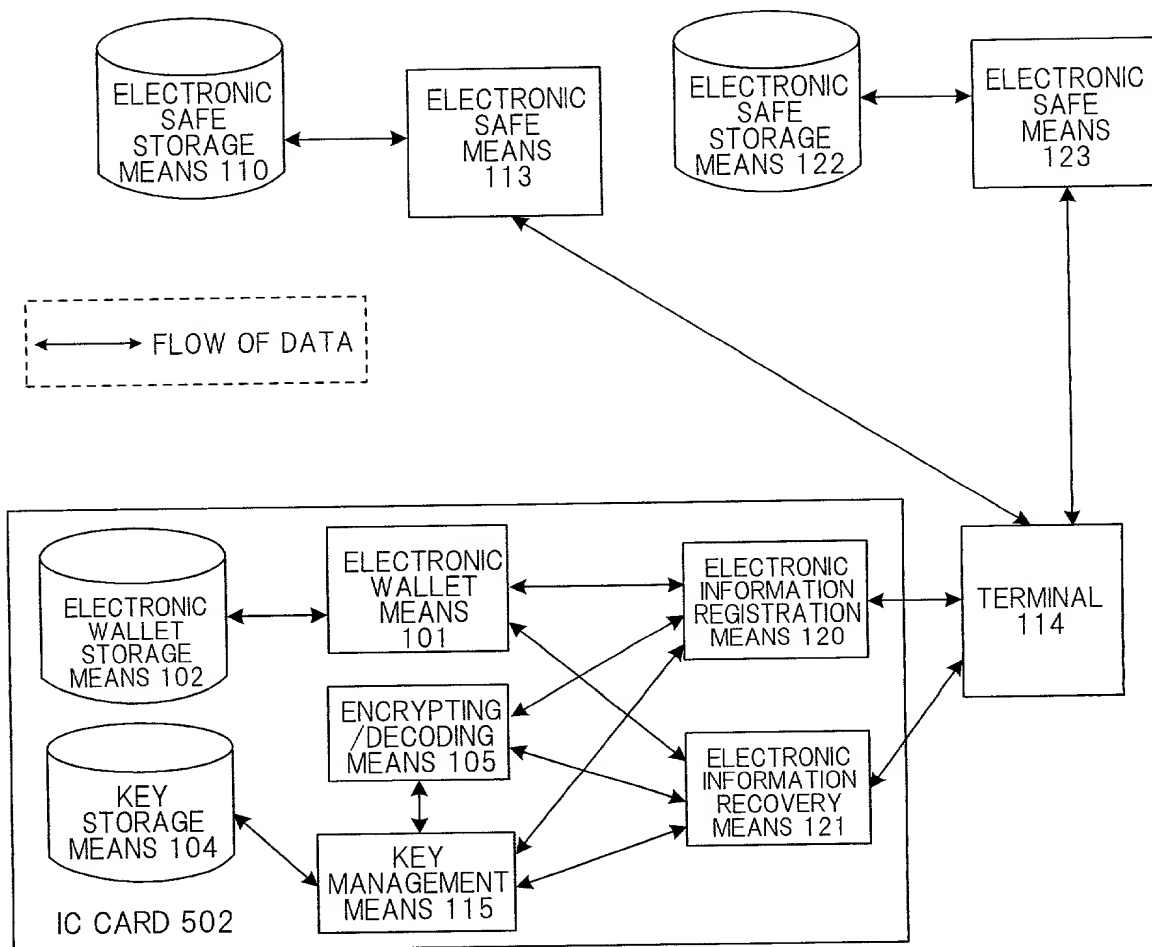 ELECTRONIC
SAFE
STORAGE
MEANS 110
ELECTRONIC
SAFE
MEANS
113
ELECTRONIC
SAFE
STORAGE
MEANS 122
ELECTRONIC
SAFE
MEANS
123
FLOW OF DATA
ELECTRONIC
WALLET
STORAGE
MEANS 102
ELECTRONIC
WALLET
MEANS
101
ELECTRONIC
INFORMATION
REGISTRATION
MEANS 120
TERMINAL
114
KEY
STORAGE
MEANS 104
ENCRYPTING
/DECODING
MEANS 105
ELECTRONIC
INFORMATION
RECOVERY
MEANS 121
KEY
MANAGEMENT
MEANS 115
IC CARD 502